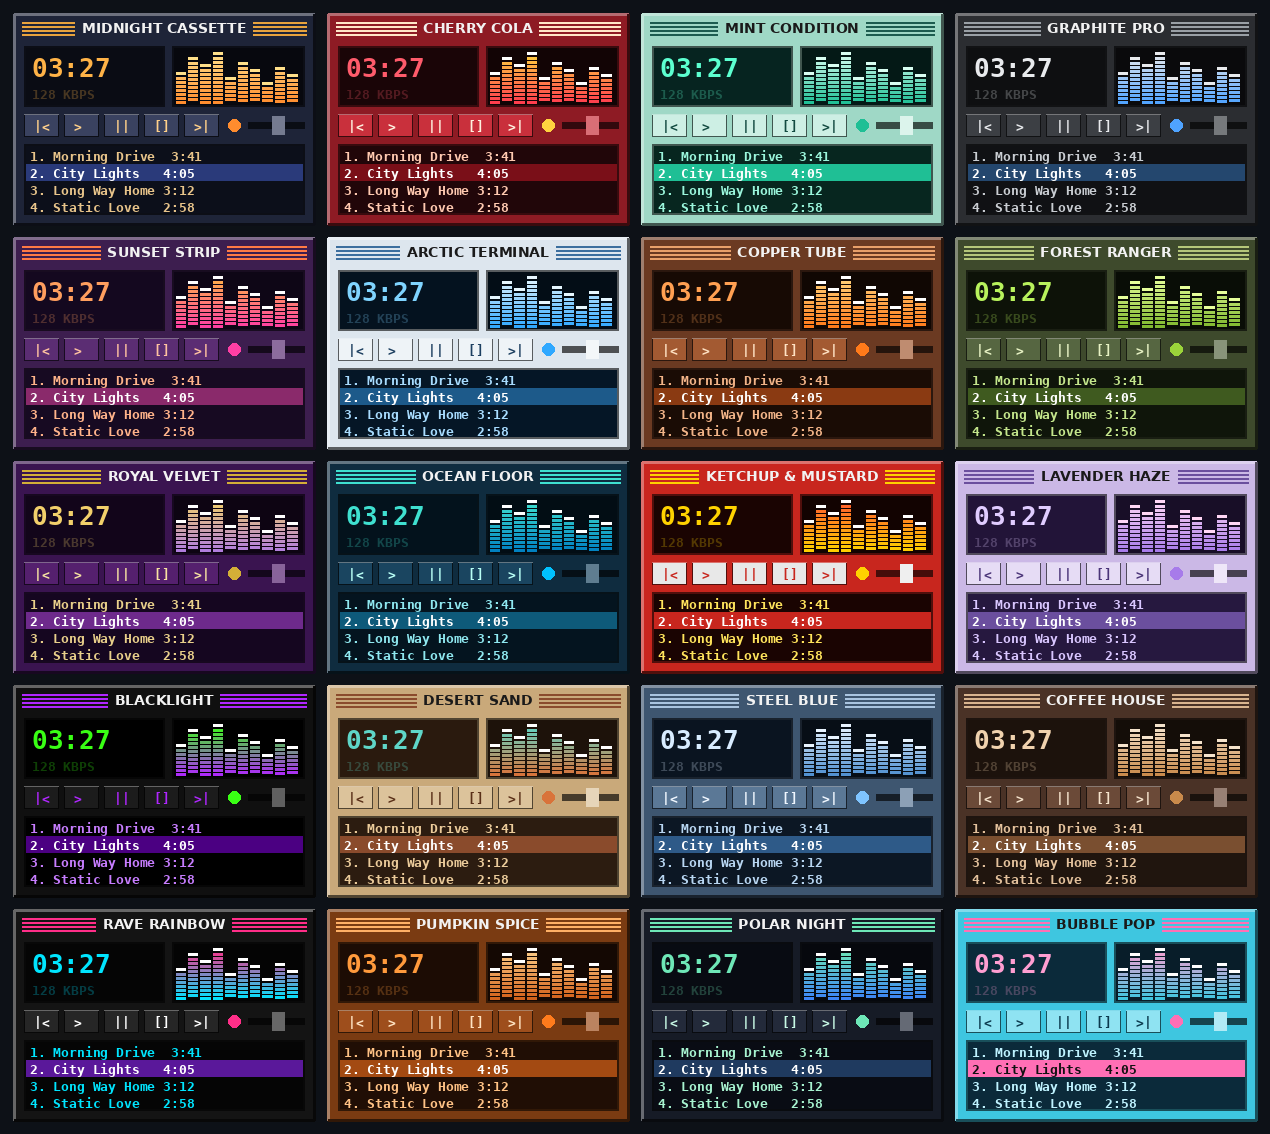 MIDNIGHT CASSETTE
03:27
128 KBPS
|< > || [] >|
1. Morning Drive 3:41
2. City Lights 4:05
3. Long Way Home 3:12
4. Static Love 2:58
CHERRY COLA
03:27
128 KBPS
|< > || [] >|
1. Morning Drive 3:41
2. City Lights 4:05
3. Long Way Home 3:12
4. Static Love 2:58
MINT CONDITION
03:27
128 KBPS
|< > || [] >|
1. Morning Drive 3:41
2. City Lights 4:05
3. Long Way Home 3:12
4. Static Love 2:58
GRAPHITE PRO
03:27
128 KBPS
|< > || [] >|
1. Morning Drive 3:41
2. City Lights 4:05
3. Long Way Home 3:12
4. Static Love 2:58
SUNSET STRIP
03:27
128 KBPS
|< > || [] >|
1. Morning Drive 3:41
2. City Lights 4:05
3. Long Way Home 3:12
4. Static Love 2:58
ARCTIC TERMINAL
03:27
128 KBPS
|< > || [] >|
1. Morning Drive 3:41
2. City Lights 4:05
3. Long Way Home 3:12
4. Static Love 2:58
COPPER TUBE
03:27
128 KBPS
|< > || [] >|
1. Morning Drive 3:41
2. City Lights 4:05
3. Long Way Home 3:12
4. Static Love 2:58
FOREST RANGER
03:27
128 KBPS
|< > || [] >|
1. Morning Drive 3:41
2. City Lights 4:05
3. Long Way Home 3:12
4. Static Love 2:58
ROYAL VELVET
03:27
128 KBPS
|< > || [] >|
1. Morning Drive 3:41
2. City Lights 4:05
3. Long Way Home 3:12
4. Static Love 2:58
OCEAN FLOOR
03:27
128 KBPS
|< > || [] >|
1. Morning Drive 3:41
2. City Lights 4:05
3. Long Way Home 3:12
4. Static Love 2:58
KETCHUP & MUSTARD
03:27
128 KBPS
|< > || [] >|
1. Morning Drive 3:41
2. City Lights 4:05
3. Long Way Home 3:12
4. Static Love 2:58
LAVENDER HAZE
03:27
128 KBPS
|< > || [] >|
1. Morning Drive 3:41
2. City Lights 4:05
3. Long Way Home 3:12
4. Static Love 2:58
BLACKLIGHT
03:27
128 KBPS
|< > || [] >|
1. Morning Drive 3:41
2. City Lights 4:05
3. Long Way Home 3:12
4. Static Love 2:58
DESERT SAND
03:27
128 KBPS
|< > || [] >|
1. Morning Drive 3:41
2. City Lights 4:05
3. Long Way Home 3:12
4. Static Love 2:58
STEEL BLUE
03:27
128 KBPS
|< > || [] >|
1. Morning Drive 3:41
2. City Lights 4:05
3. Long Way Home 3:12
4. Static Love 2:58
COFFEE HOUSE
03:27
128 KBPS
|< > || [] >|
1. Morning Drive 3:41
2. City Lights 4:05
3. Long Way Home 3:12
4. Static Love 2:58
RAVE RAINBOW
03:27
128 KBPS
|< > || [] >|
1. Morning Drive 3:41
2. City Lights 4:05
3. Long Way Home 3:12
4. Static Love 2:58
PUMPKIN SPICE
03:27
128 KBPS
|< > || [] >|
1. Morning Drive 3:41
2. City Lights 4:05
3. Long Way Home 3:12
4. Static Love 2:58
POLAR NIGHT
03:27
128 KBPS
|< > || [] >|
1. Morning Drive 3:41
2. City Lights 4:05
3. Long Way Home 3:12
4. Static Love 2:58
BUBBLE POP
03:27
128 KBPS
|< > || [] >|
1. Morning Drive 3:41
2. City Lights 4:05
3. Long Way Home 3:12
4. Static Love 2:58